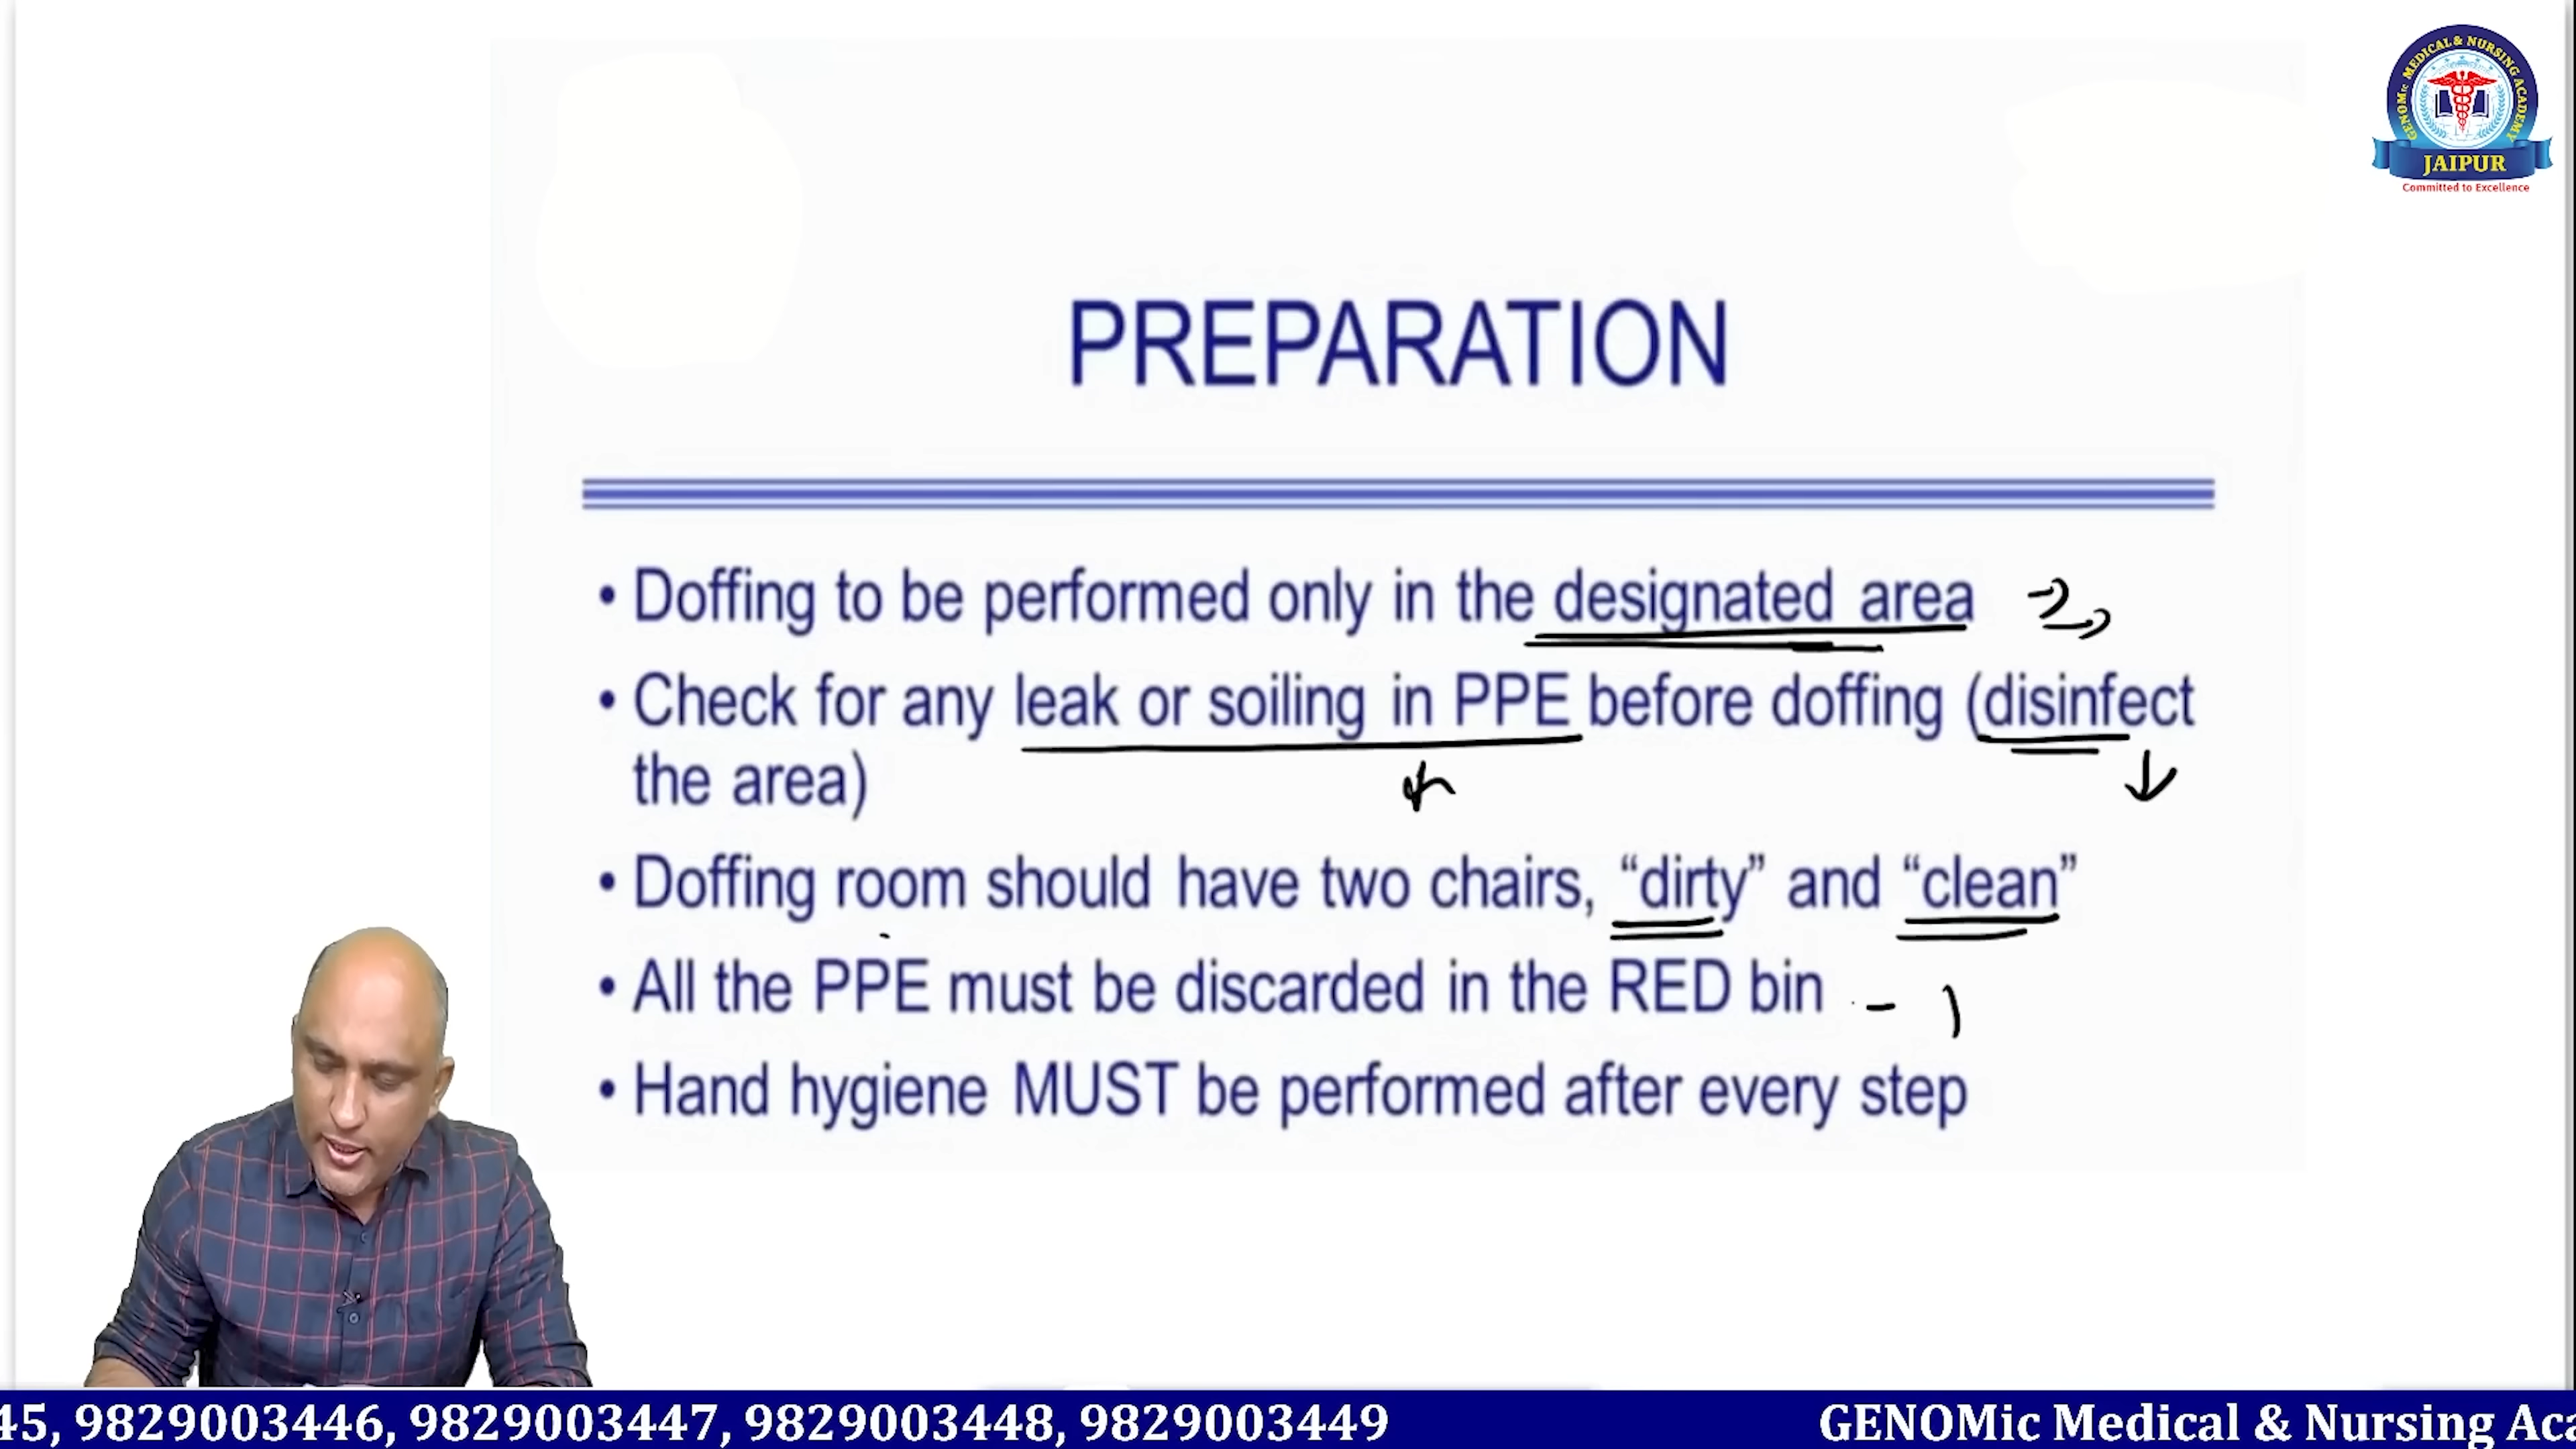 GENOMic MEDICAL & NURSING ACADEMY
JAIPUR
Committed to Excellence
PREPARATION
• Doffing to be performed only in the designated area
• Check for any leak or soiling in PPE before doffing (disinfect
the area)
• Doffing room should have two chairs, “dirty” and “clean”
• All the PPE must be discarded in the RED bin
• Hand hygiene MUST be performed after every step
45, 9829003446, 9829003447, 9829003448, 9829003449
GENOMic Medical & Nursing Aca